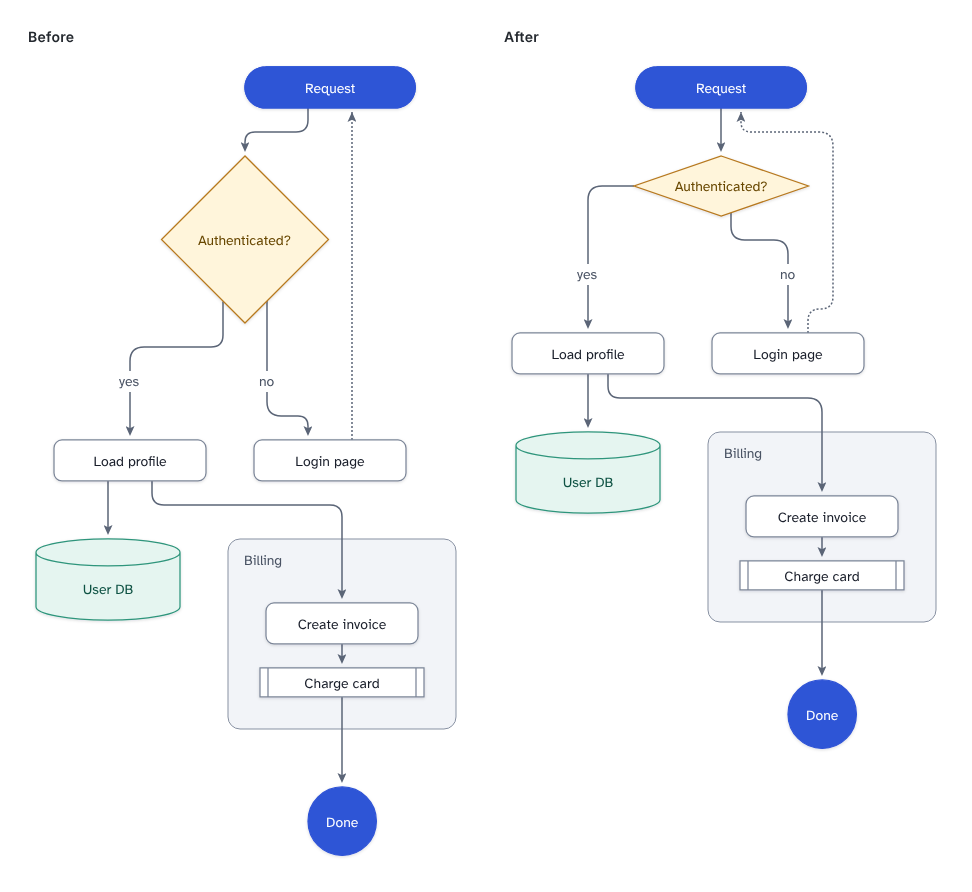 Before
Request
Authenticated?
yes
no
Load profile
Login page
User DB
Billing
Create invoice
Charge card
Done
After
Request
Authenticated?
yes
no
Load profile
Login page
User DB
Billing
Create invoice
Charge card
Done